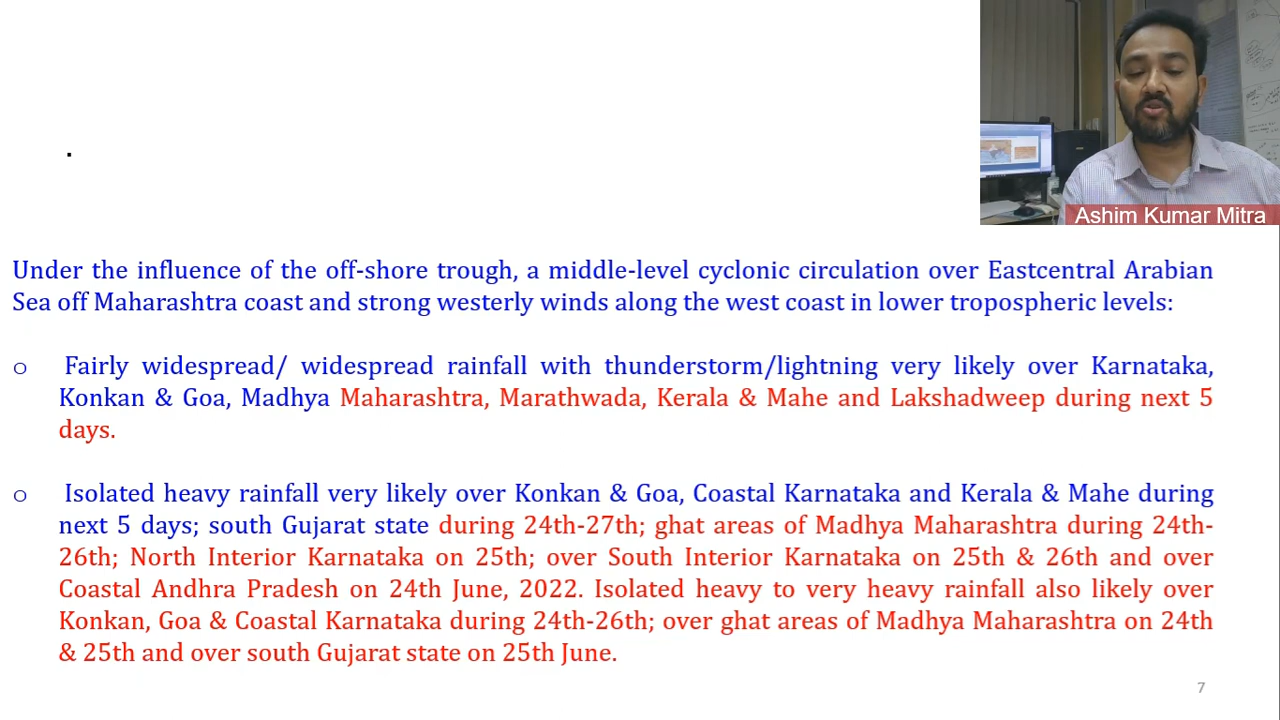 Ashim Kumar Mitra
.
Under the influence of the off-shore trough, a middle-level cyclonic circulation over Eastcentral Arabian
Sea off Maharashtra coast and strong westerly winds along the west coast in lower tropospheric levels:
o Fairly widespread/ widespread rainfall with thunderstorm/lightning very likely over Karnataka,
Konkan & Goa, Madhya Maharashtra, Marathwada, Kerala & Mahe and Lakshadweep during next 5
days.
o Isolated heavy rainfall very likely over Konkan & Goa, Coastal Karnataka and Kerala & Mahe during
next 5 days; south Gujarat state during 24th-27th; ghat areas of Madhya Maharashtra during 24th-
26th; North Interior Karnataka on 25th; over South Interior Karnataka on 25th & 26th and over
Coastal Andhra Pradesh on 24th June, 2022. Isolated heavy to very heavy rainfall also likely over
Konkan, Goa & Coastal Karnataka during 24th-26th; over ghat areas of Madhya Maharashtra on 24th
& 25th and over south Gujarat state on 25th June.
7